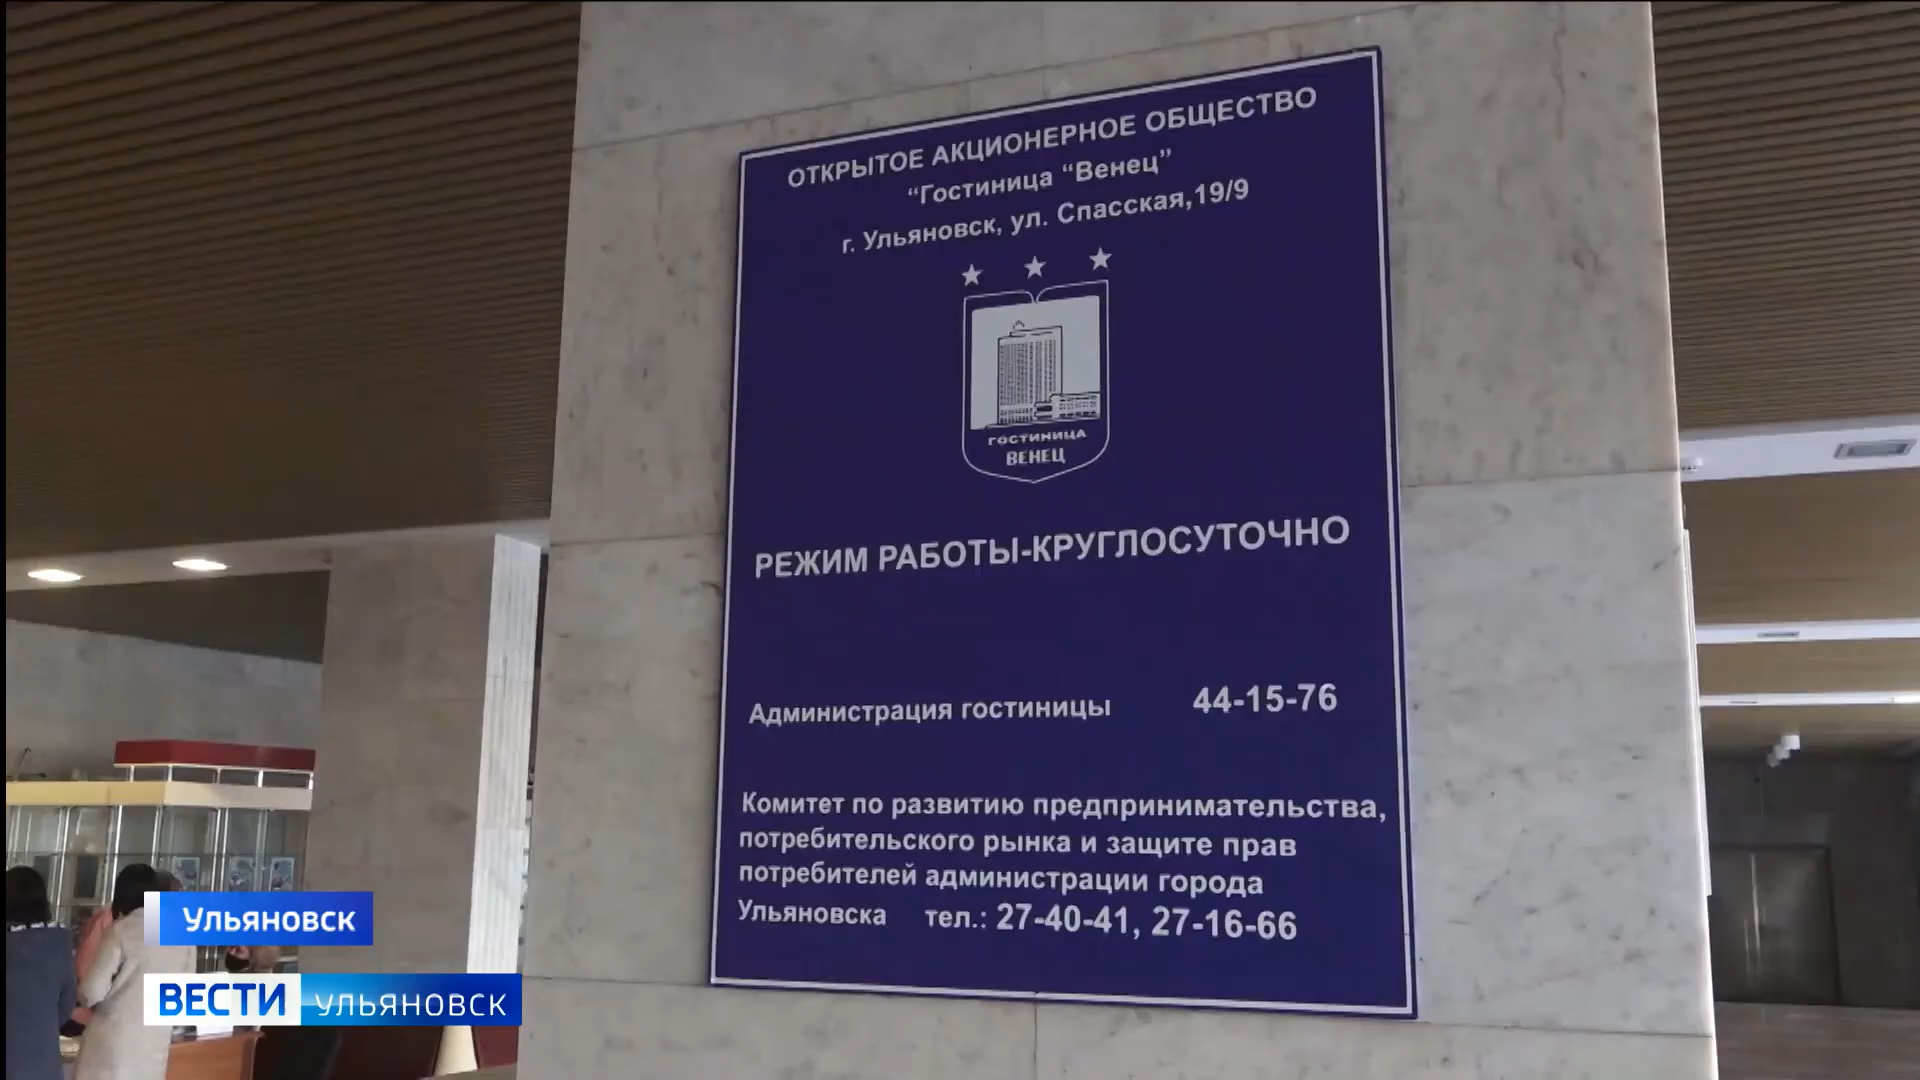 ОТКРЫТОЕ АКЦИОНЕРНОЕ ОБЩЕСТВО
“Гостиница “Венец”
г. Ульяновск, ул. Спасская,19/9
ГОСТИНИЦА
ВЕНЕЦ
РЕЖИМ РАБОТЫ-КРУГЛОСУТОЧНО
Администрация гостиницы 44-15-76
Комитет по развитию предпринимательства,
потребительского рынка и защите прав
потребителей администрации города
Ульяновска тел.: 27-40-41, 27-16-66
Ульяновск
ВЕСТИ УЛЬЯНОВСК